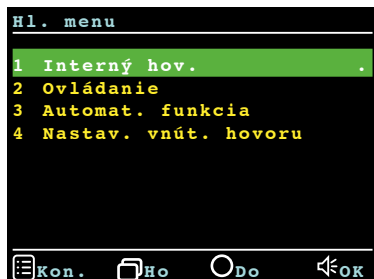 Hl. menu
1 Interný hov. .
2 Ovládanie
3 Automat. funkcia
4 Nastav. vnút. hovoru
Kon. Ho Do OK